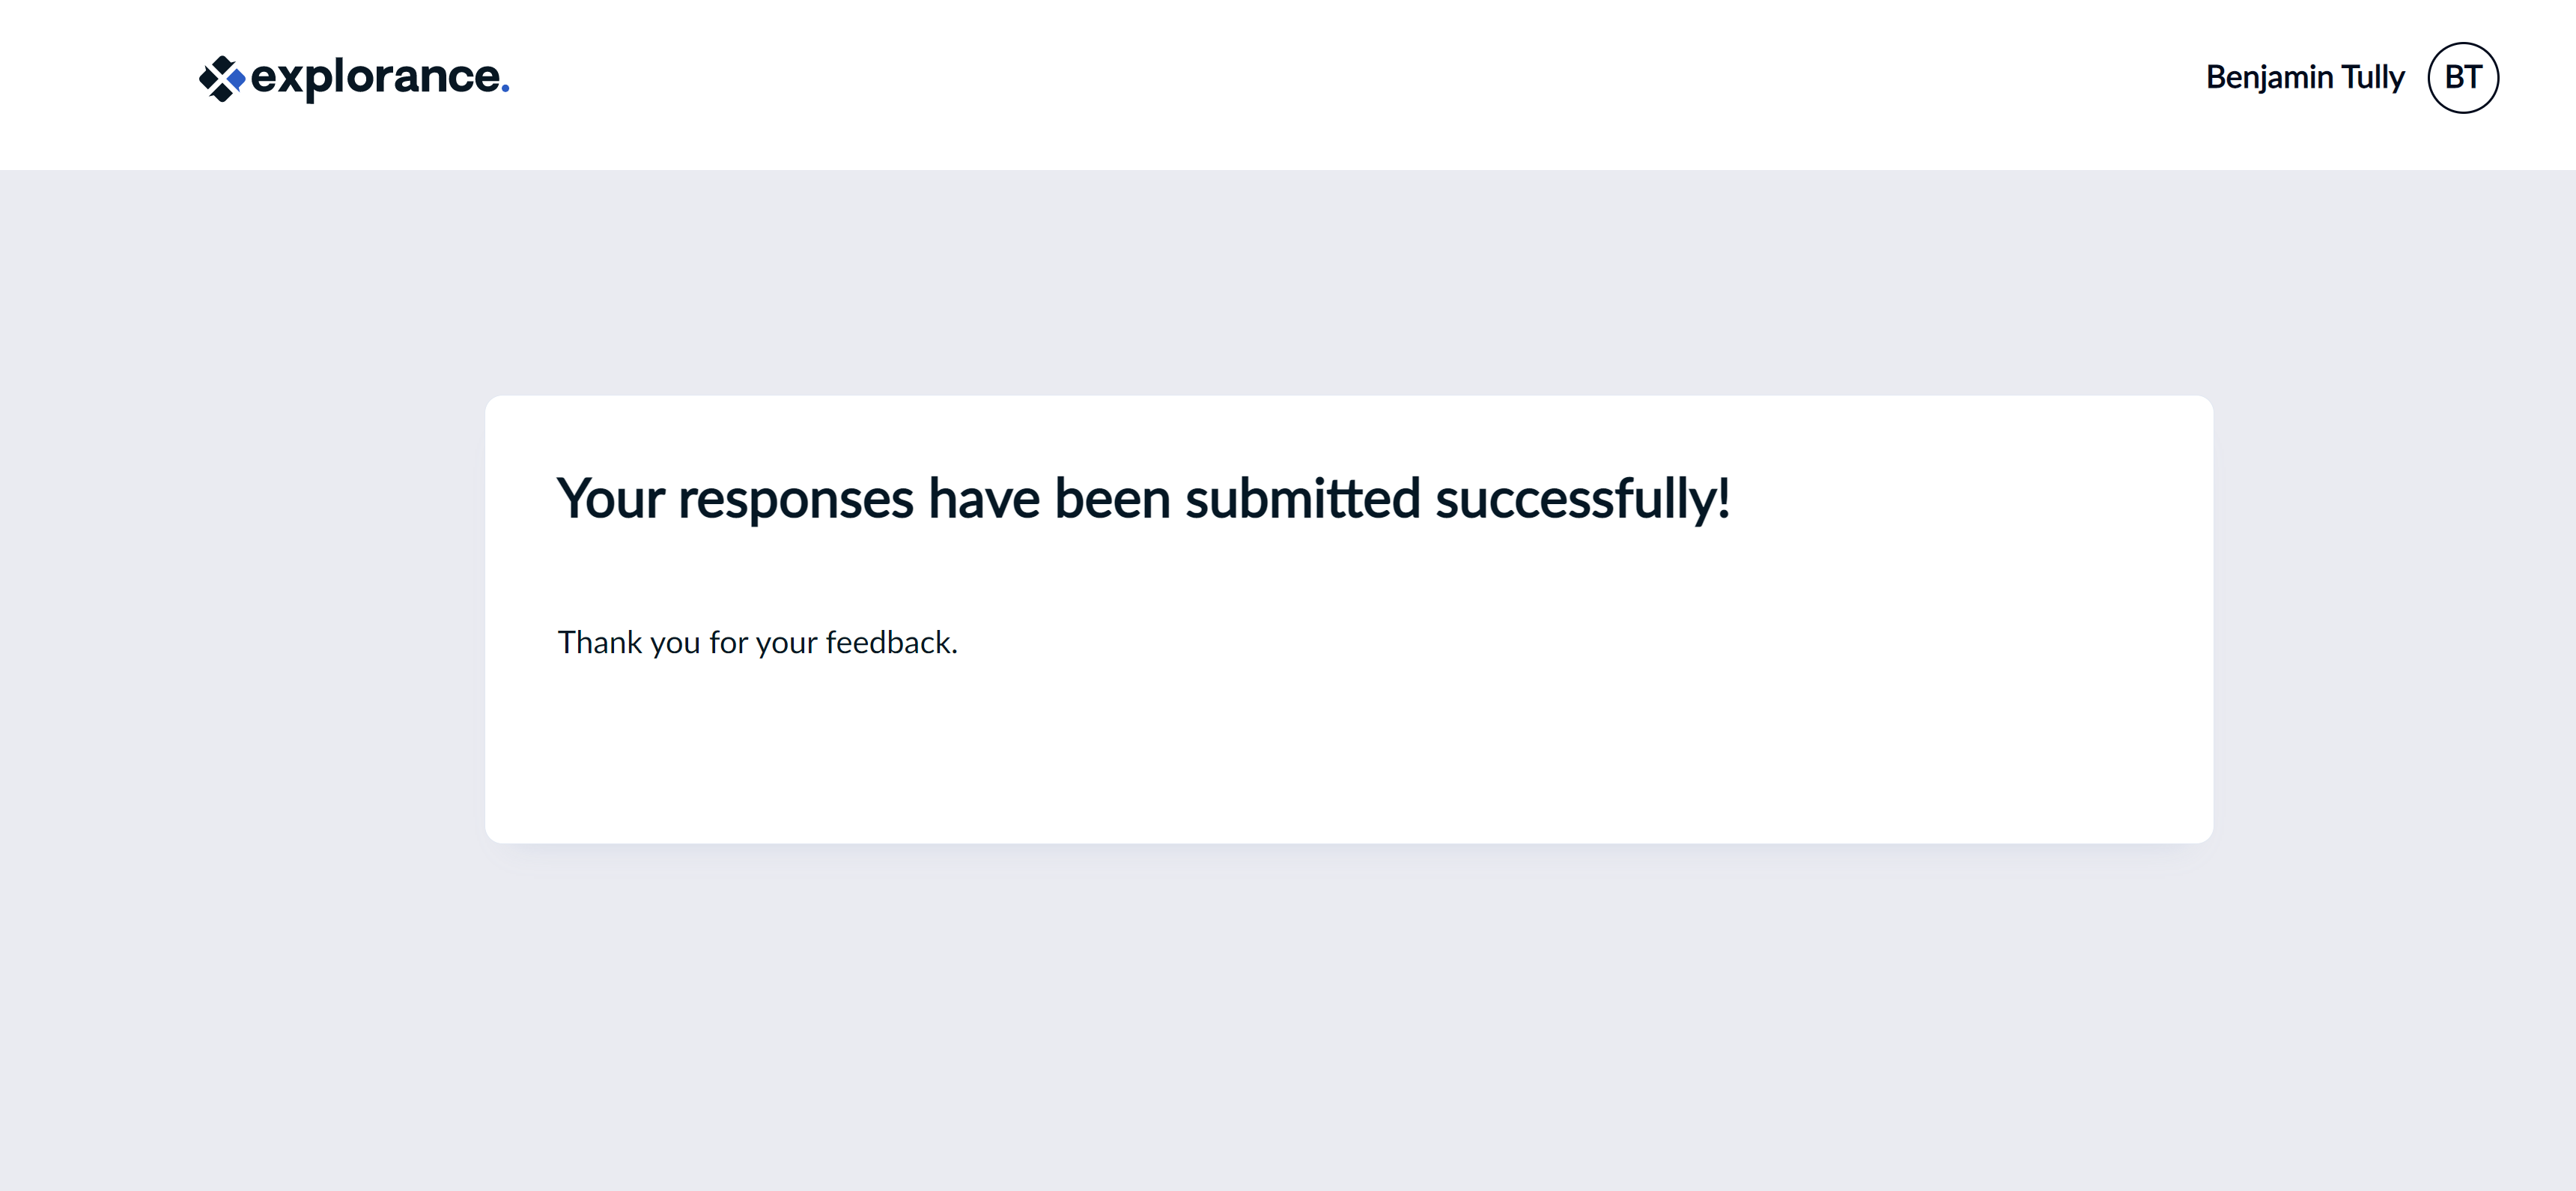 explorance.
Benjamin Tully
BT
Your responses have been submitted successfully!
Thank you for your feedback.